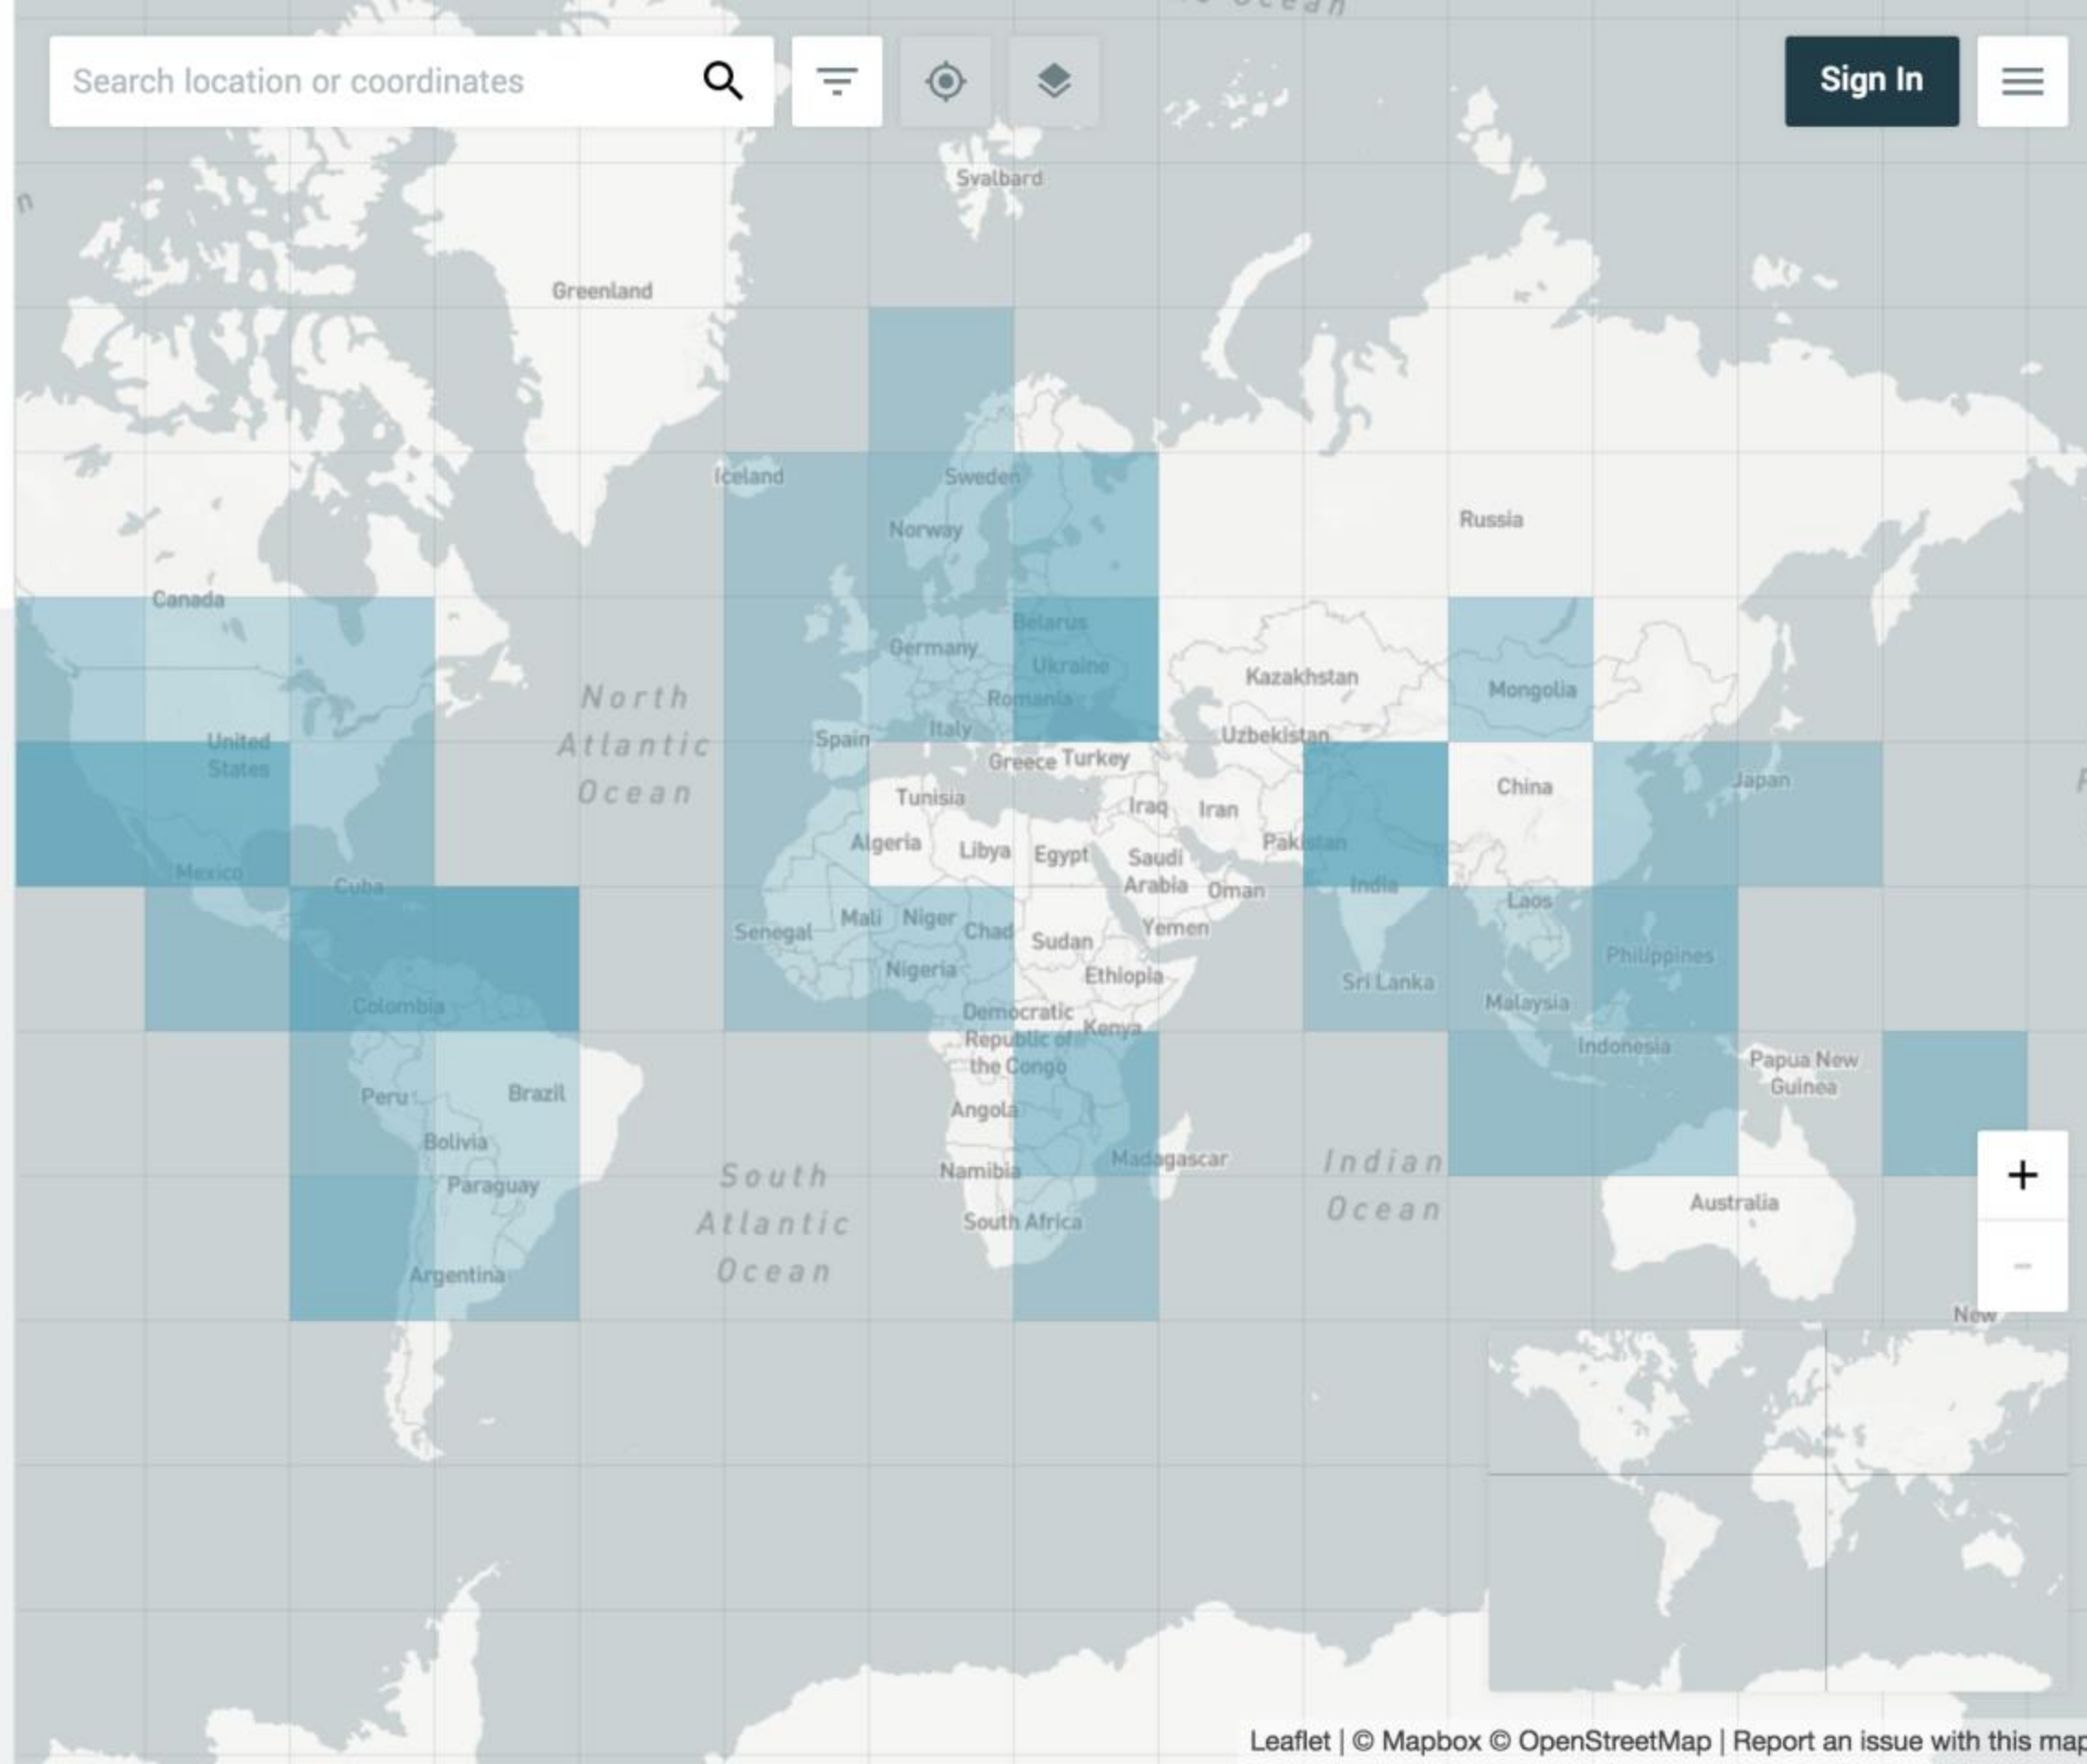 Ocean
Search location or coordinates
Sign In
Svalbard
n
Greenland
Iceland
Sweden
Norway
Russia
Canada
Belarus
Germany
Ukraine
Kazakhstan
Mongolia
North
Atlantic
Ocean
Romania
Italy
Spain
Uzbekistan
United
States
Greece
Turkey
China
Japan
Tunisia
Iraq
Iran
Algeria
Libya
Egypt
Saudi
Arabia
Pakistan
Oman
Mexico
Cuba
India
Laos
Mali
Niger
Chad
Senegal
Sudan
Yemen
Philippines
Nigeria
Ethiopia
Sri Lanka
Malaysia
Colombia
Democratic
Republic of
the Congo
Kenya
Indonesia
Papua New
Guinea
Peru
Brazil
Angola
Bolivia
Paraguay
Namibia
Madagascar
South
Atlantic
Ocean
Indian
Ocean
South Africa
Australia
Argentina
New
+
−
Leaflet | © Mapbox © OpenStreetMap | Report an issue with this map